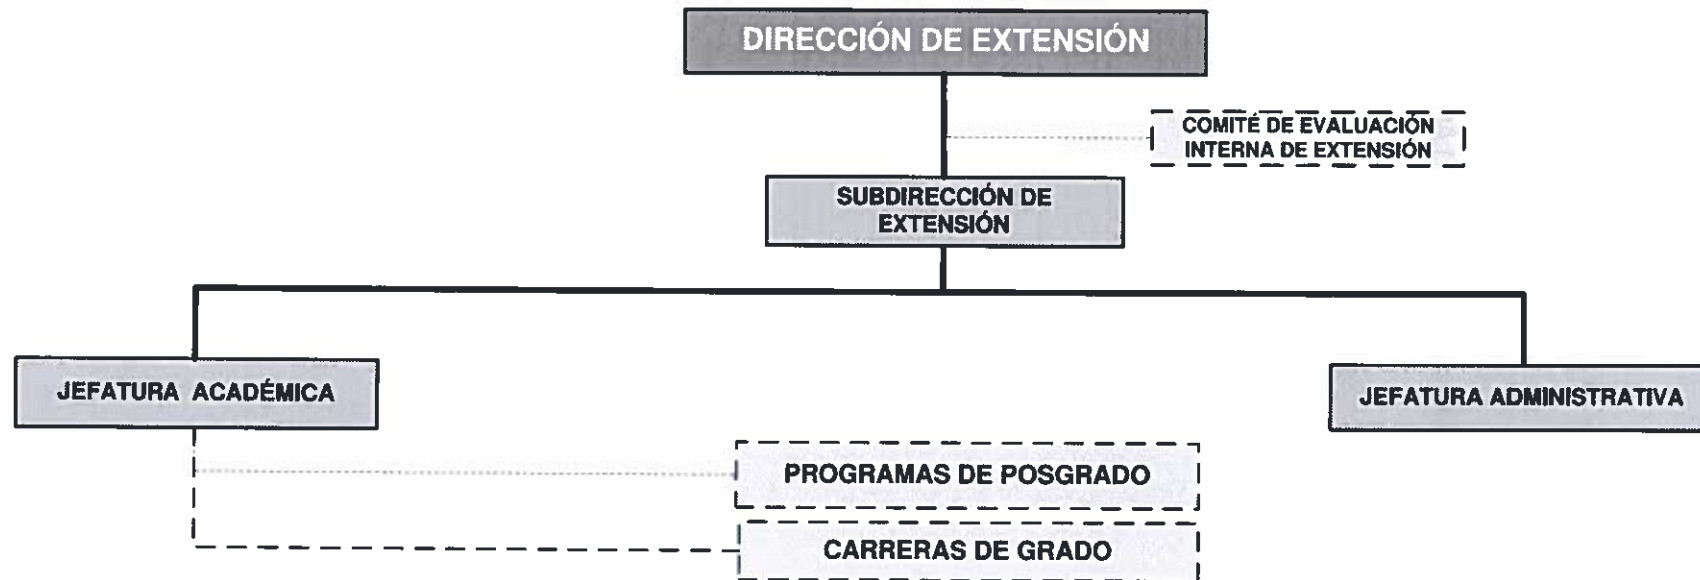 DIRECCIÓN DE EXTENSIÓN
COMITÉ DE EVALUACIÓN
INTERNA DE EXTENSIÓN
SUBDIRECCIÓN DE
EXTENSIÓN
JEFATURA ACADÉMICA
JEFATURA ADMINISTRATIVA
PROGRAMAS DE POSGRADO
CARRERAS DE GRADO